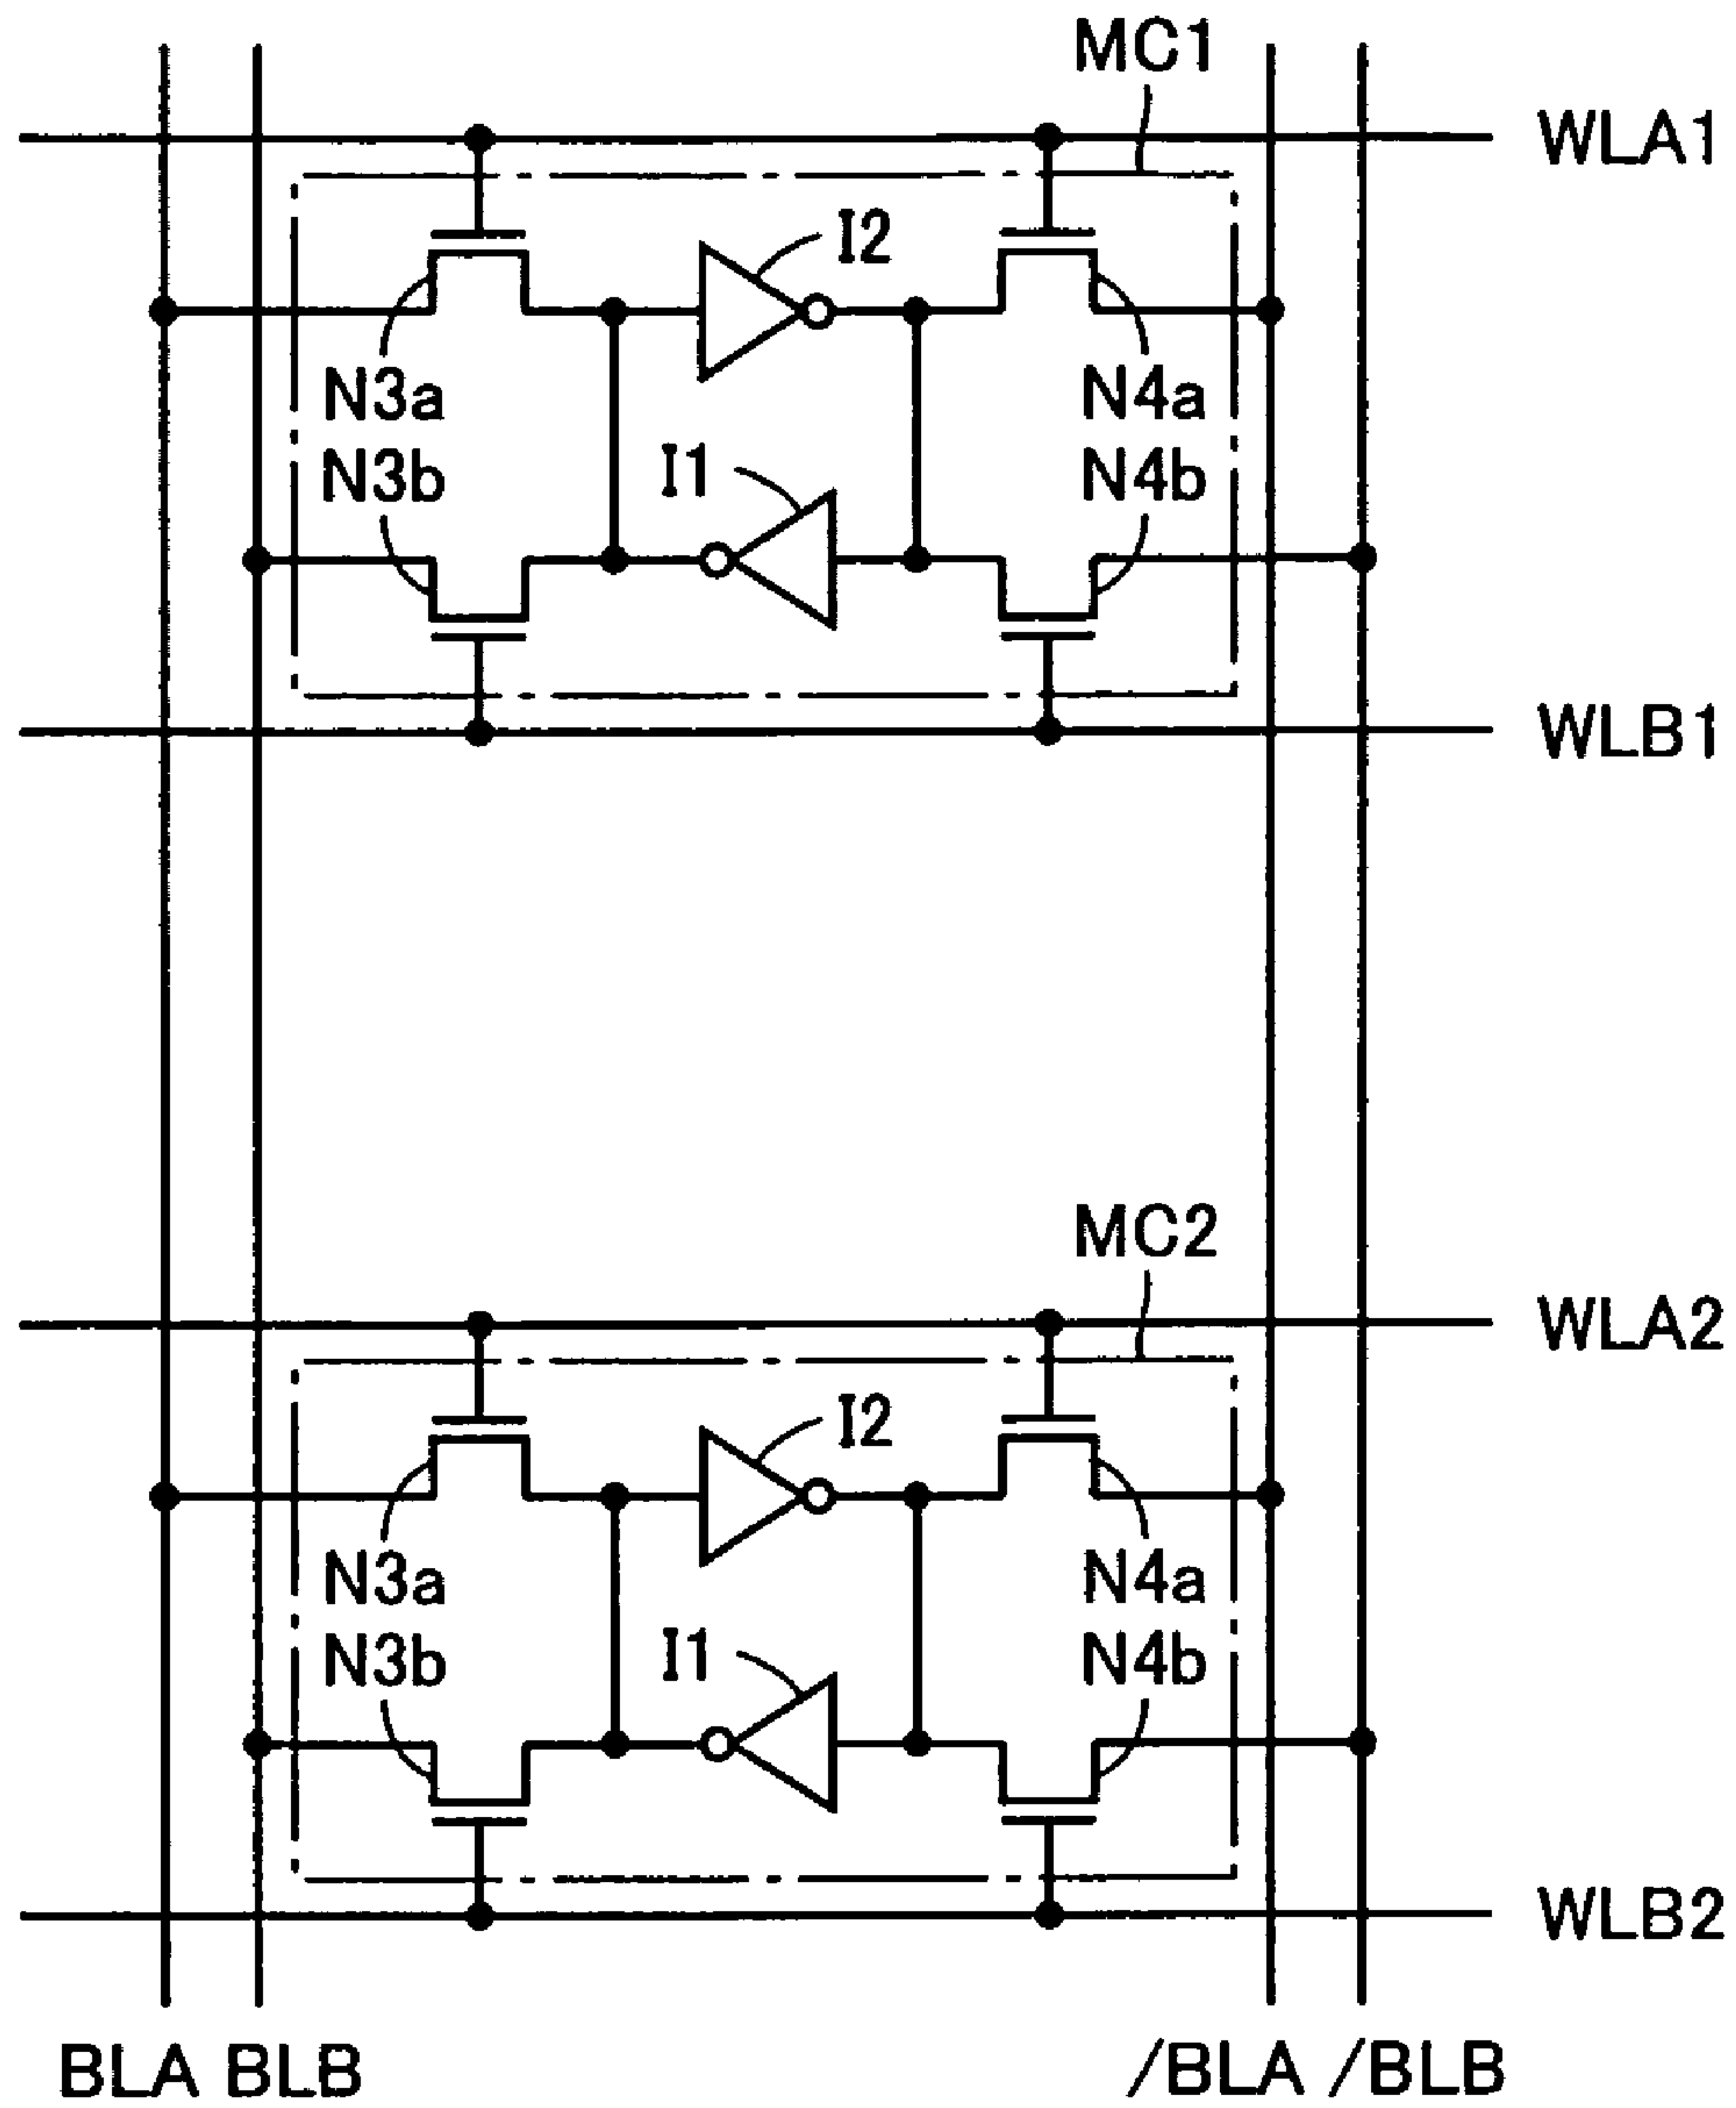 MC1
WLA1
I2
N3a
N4a
N3b
I1
N4b
WLB1
MC2
WLA2
I2
N3a
N4a
N3b
I1
N4b
WLB2
BLA BLB
/BLA /BLB